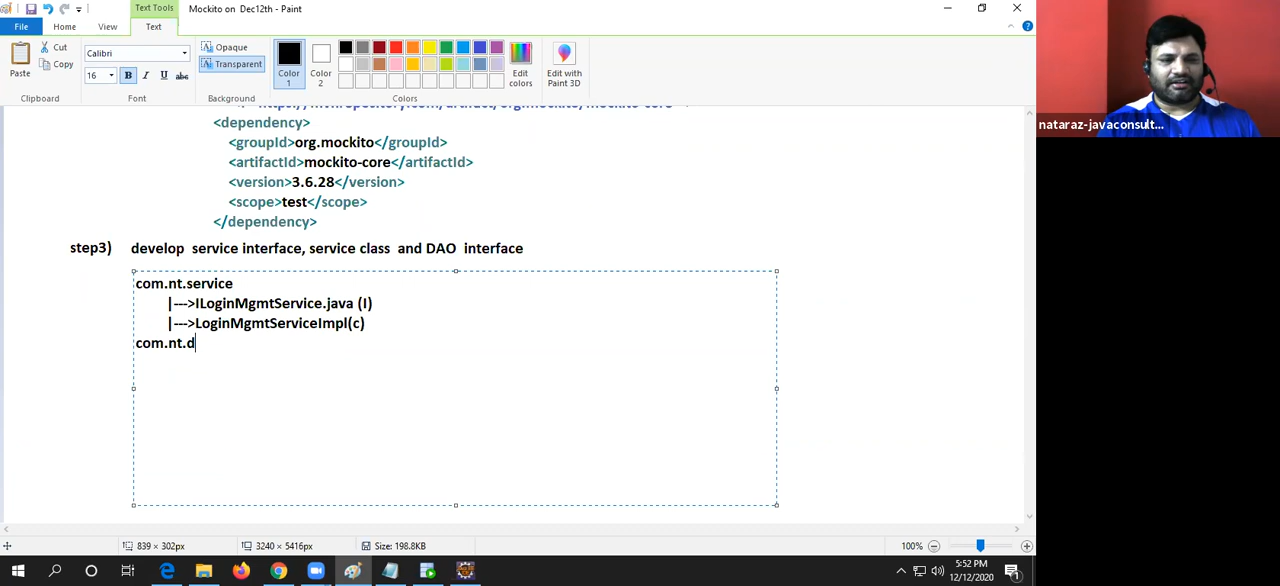 Mockito on Dec12th - Paint
Text Tools
File
Home
View
Text
Cut
Copy
Paste
Clipboard
Calibri
16
B
I
U
abc
Font
Opaque
Transparent
Background
Color 1
Color 2
Edit colors
Edit with Paint 3D
Colors
<dependency>
<groupId>org.mockito</groupId>
<artifactId>mockito-core</artifactId>
<version>3.6.28</version>
<scope>test</scope>
</dependency>
step3) develop service interface, service class and DAO interface
com.nt.service
|--->ILoginMgmtService.java (I)
|--->LoginMgmtServiceImpl(c)
com.nt.d
nataraz-javaconsult...
839 × 302px
3240 × 5416px
Size: 198.8KB
100%
5:52 PM
12/12/2020